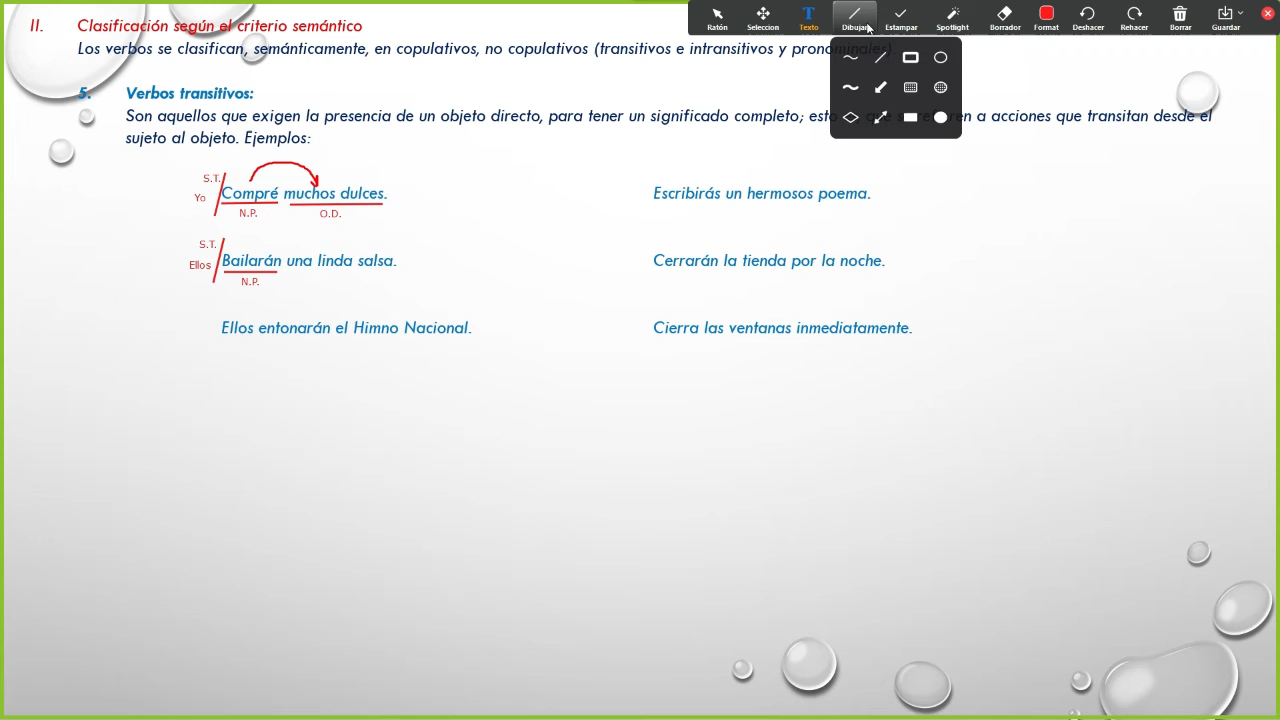 Ratón Selección Texto Dibujar Estampar Spotlight Borrador Format Deshacer Rehacer Borrar Guardar
II. Clasificación según el criterio semántico
Los verbos se clasifican, semánticamente, en copulativos, no copulativos (transitivos e intransitivos y pronominales)
5. Verbos transitivos:
Son aquellos que exigen la presencia de un objeto directo, para tener un significado completo; a acciones que transitan desde el
sujeto al objeto. Ejemplos:
S.T.
Yo Compré muchos dulces. Escribirás un hermosos poema.
N.P. O.D.
S.T.
Ellos Bailarán una linda salsa. Cerrarán la tienda por la noche.
N.P.
Ellos entonarán el Himno Nacional. Cierra las ventanas inmediatamente.